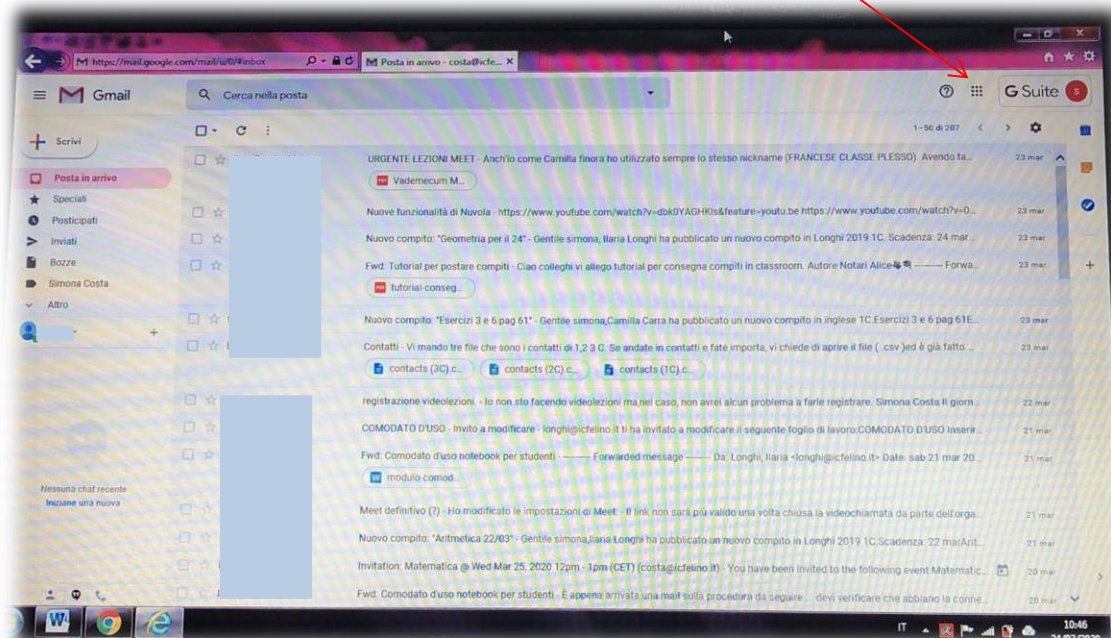 https://mail.google.com/mail/u/0/#inbox
Posta in arrivo - costa@icfe...
Gmail
Cerca nella posta
G Suite
S
Scrivi
1-50 di 207
Posta in arrivo
Speciali
Posticipati
Inviati
Bozze
Simona Costa
Altro
URGENTE LEZIONI MEET - Anch'io come Camilla finora ho utilizzato sempre lo stesso nickname (FRANCESE CLASSE PLESSO). Avendo ta... 23 mar
PDF Vademecum M...
Nuove funzionalità di Nuvola - https://www.youtube.com/watch?v=dbk0YAGHKIs&feature=youtu.be https://www.youtube.com/watch?v=0... 23 mar
Nuovo compito: "Geometria per il 24" - Gentile simona, Ilaria Longhi ha pubblicato un nuovo compito in Longhi 2019 1C. Scadenza: 24 mar... 23 mar
Fwd: Tutorial per postare compiti - Ciao colleghi vi allego tutorial per consegna compiti in classroom. Autore Notari Alice ---------- Forwa... 23 mar
PDF tutorial-conseg...
Nuovo compito: "Esercizi 3 e 6 pag 61" - Gentile simona,Camilla Carra ha pubblicato un nuovo compito in inglese 1C.Esercizi 3 e 6 pag 61E... 23 mar
Contatti - Vi mando tre file che sono i contatti di 1,2 3 C. Se andate in contatti e fate importa, vi chiede di aprire il file ( .csv )ed è già fatto ... 23 mar
contacts (3C).c... contacts (2C).c... contacts (1C).c...
registrazione videolezioni. - Io non sto facendo videolezioni ma,nel caso, non avrei alcun problema a farle registrare. Simona Costa Il giorn... 22 mar
COMODATO D'USO - Invito a modificare - longhi@icfelino.it ti ha invitato a modificare il seguente foglio di lavoro:COMODATO D'USO Inserir... 21 mar
Fwd: Comodato d'uso notebook per studenti - ---------- Forwarded message --------- Da: Longhi, Ilaria <longhi@icfelino.it> Date: sab 21 mar 20... 21 mar
W modulo comod...
Meet definitivo (?) - Ho modificato le impostazioni di Meet: - Il link non sarà più valido una volta chiusa la videochiamata da parte dell'orga... 21 mar
Nuovo compito: "Aritmetica 22/03" - Gentile simona,Ilaria Longhi ha pubblicato un nuovo compito in Longhi 2019 1C.Scadenza: 22 marArit... 21 mar
Invitation: Matematica @ Wed Mar 25, 2020 12pm - 1pm (CET) (costa@icfelino.it) - You have been invited to the following event.Matematic... 20 mar
Fwd: Comodato d'uso notebook per studenti - È appena arrivata una mail sulla procedura da seguire ... devi verificare che abbiano la conne... 20 mar
Nessuna chat recente
Iniziane una nuova
IT
10:46